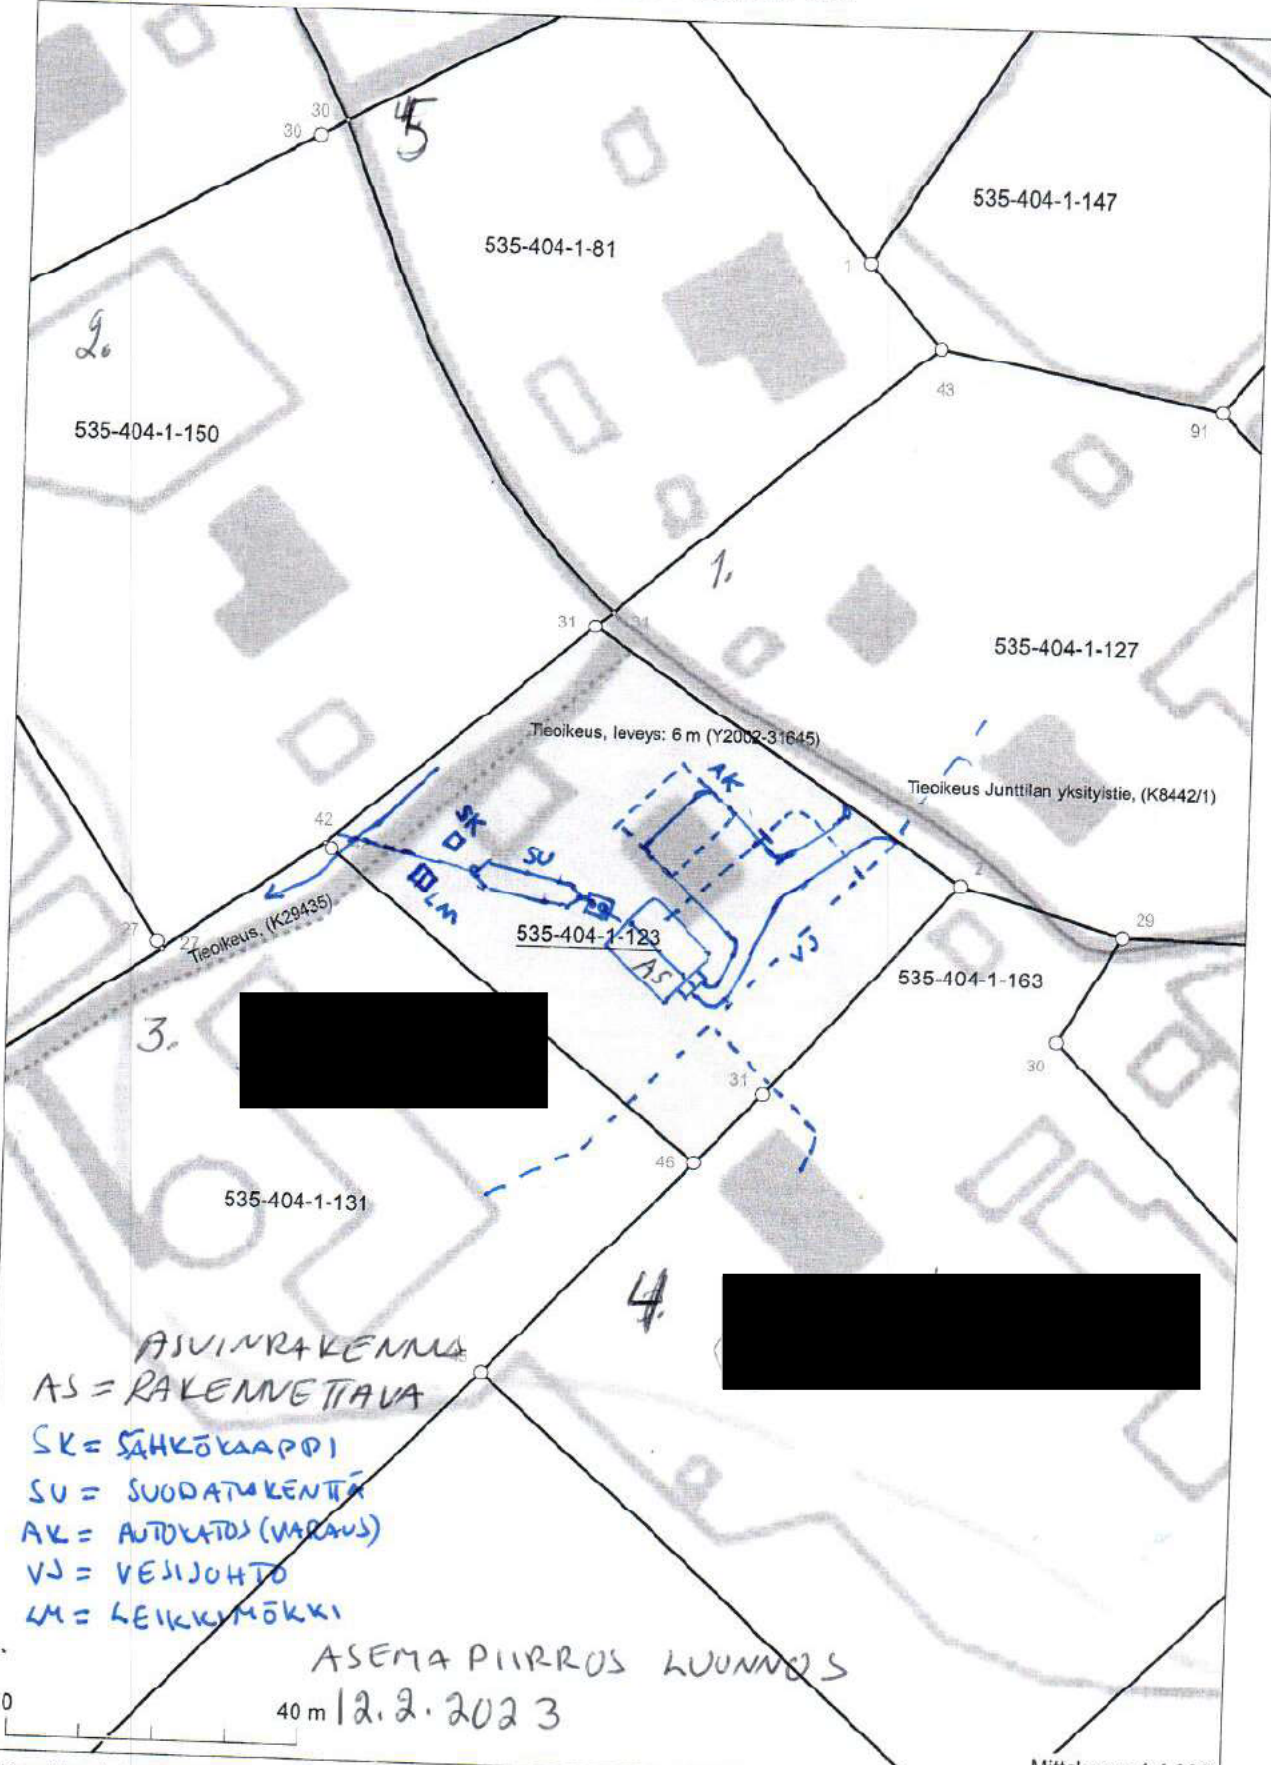 30
30
5
535-404-1-147
535-404-1-81
1
2.
43
535-404-1-150
91
1.
31
31
535-404-1-127
Tieoikeus, leveys: 6 m (Y2002-31645)
AK
Tieoikeus Junttilan yksityistie, (K8442/1)
42
SK
SU
LM
2
27
27
Tieoikeus, (K29435)
535-404-1-123
29
VJ
AS
535-404-1-163
3.
30
31
46
535-404-1-131
4.
ASUINRAKENNUS
AS = RAKENNETTAVA
SK = SÄHKÖKAAPPI
SU = SUODATUSKENTTÄ
AK = AUTOKATOS (VARAUS)
VJ = VESIJOHTO
LM = LEIKKIMÖKKI
ASEMAPIIRROS LUONNOS
0
40 m
12.2.2023